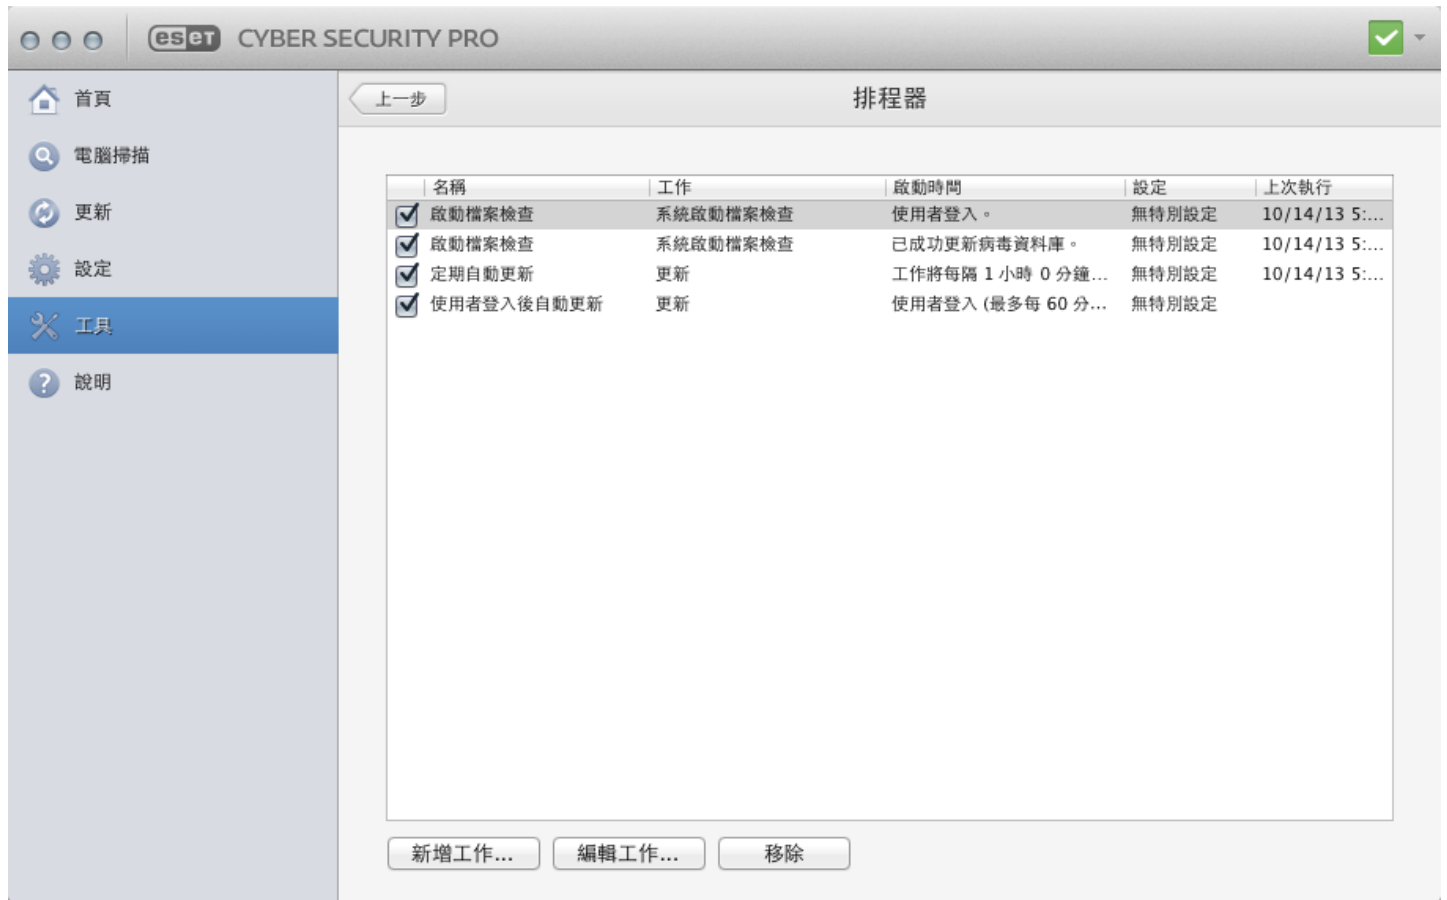 eset CYBER SECURITY PRO
首頁
電腦掃描
更新
設定
工具
說明
上一步
排程器
名稱 工作 啟動時間 設定 上次執行
啟動檔案檢查 系統啟動檔案檢查 使用者登入。 無特別設定 10/14/13 5:...
啟動檔案檢查 系統啟動檔案檢查 已成功更新病毒資料庫。 無特別設定 10/14/13 5:...
定期自動更新 更新 工作將每隔 1 小時 0 分鐘... 無特別設定 10/14/13 5:...
使用者登入後自動更新 更新 使用者登入 (最多每 60 分... 無特別設定
新增工作... 編輯工作... 移除